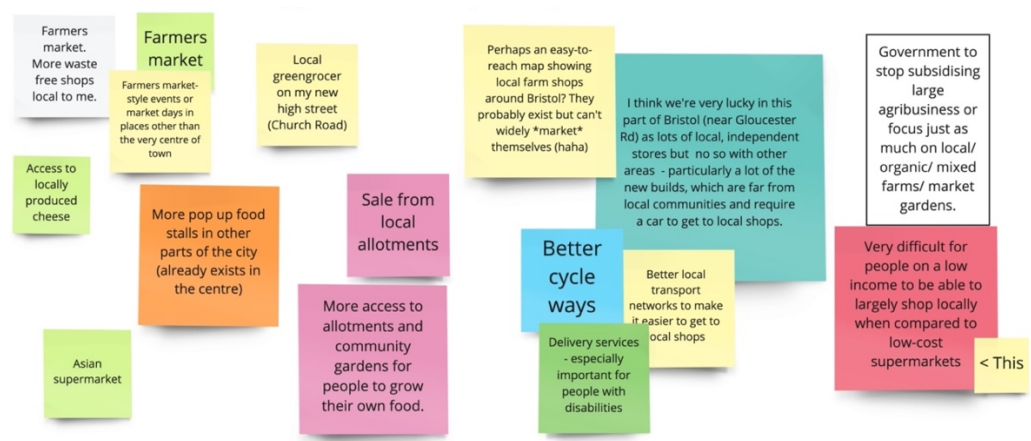 Farmers
market.
More waste
free shops
local to me.
Farmers
market
Farmers market-
style events or
market days in
places other than
the very centre of
town
Local
greengrocer
on my new
high street
(Church Road)
Access to
locally
produced
cheese
More pop up food
stalls in other
parts of the city
(already exists in
the centre)
Sale from
local
allotments
Asian
supermarket
More access to
allotments and
community
gardens for
people to grow
their own food.
Perhaps an easy-to-
reach map showing
local farm shops
around Bristol? They
probably exist but can't
widely *market*
themselves (haha)
I think we're very lucky in this
part of Bristol (near Gloucester
Rd) as lots of local, independent
stores but no so with other
areas - particularly a lot of the
new builds, which are far from
local communities and require
a car to get to local shops.
Better
cycle
ways
Better local
transport
networks to make
it easier to get to
local shops
Delivery services
- especially
important for
people with
disabilities
Government to
stop subsidising
large
agribusiness or
focus just as
much on local/
organic/ mixed
farms/ market
gardens.
Very difficult for
people on a low
income to be able to
largely shop locally
when compared to
low-cost
supermarkets
< This